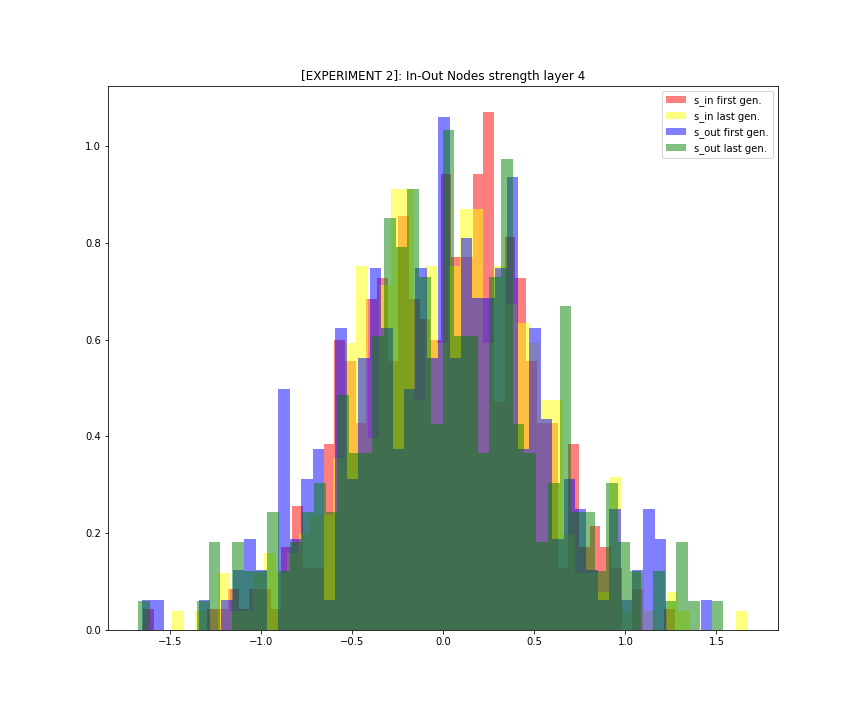 [EXPERIMENT 2]: In-Out Nodes strength layer 4
s_in first gen.
s_in last gen.
s_out first gen.
s_out last gen.
1.0
0.8
0.6
0.4
0.2
0.0
−1.5 −1.0 −0.5 0.0 0.5 1.0 1.5